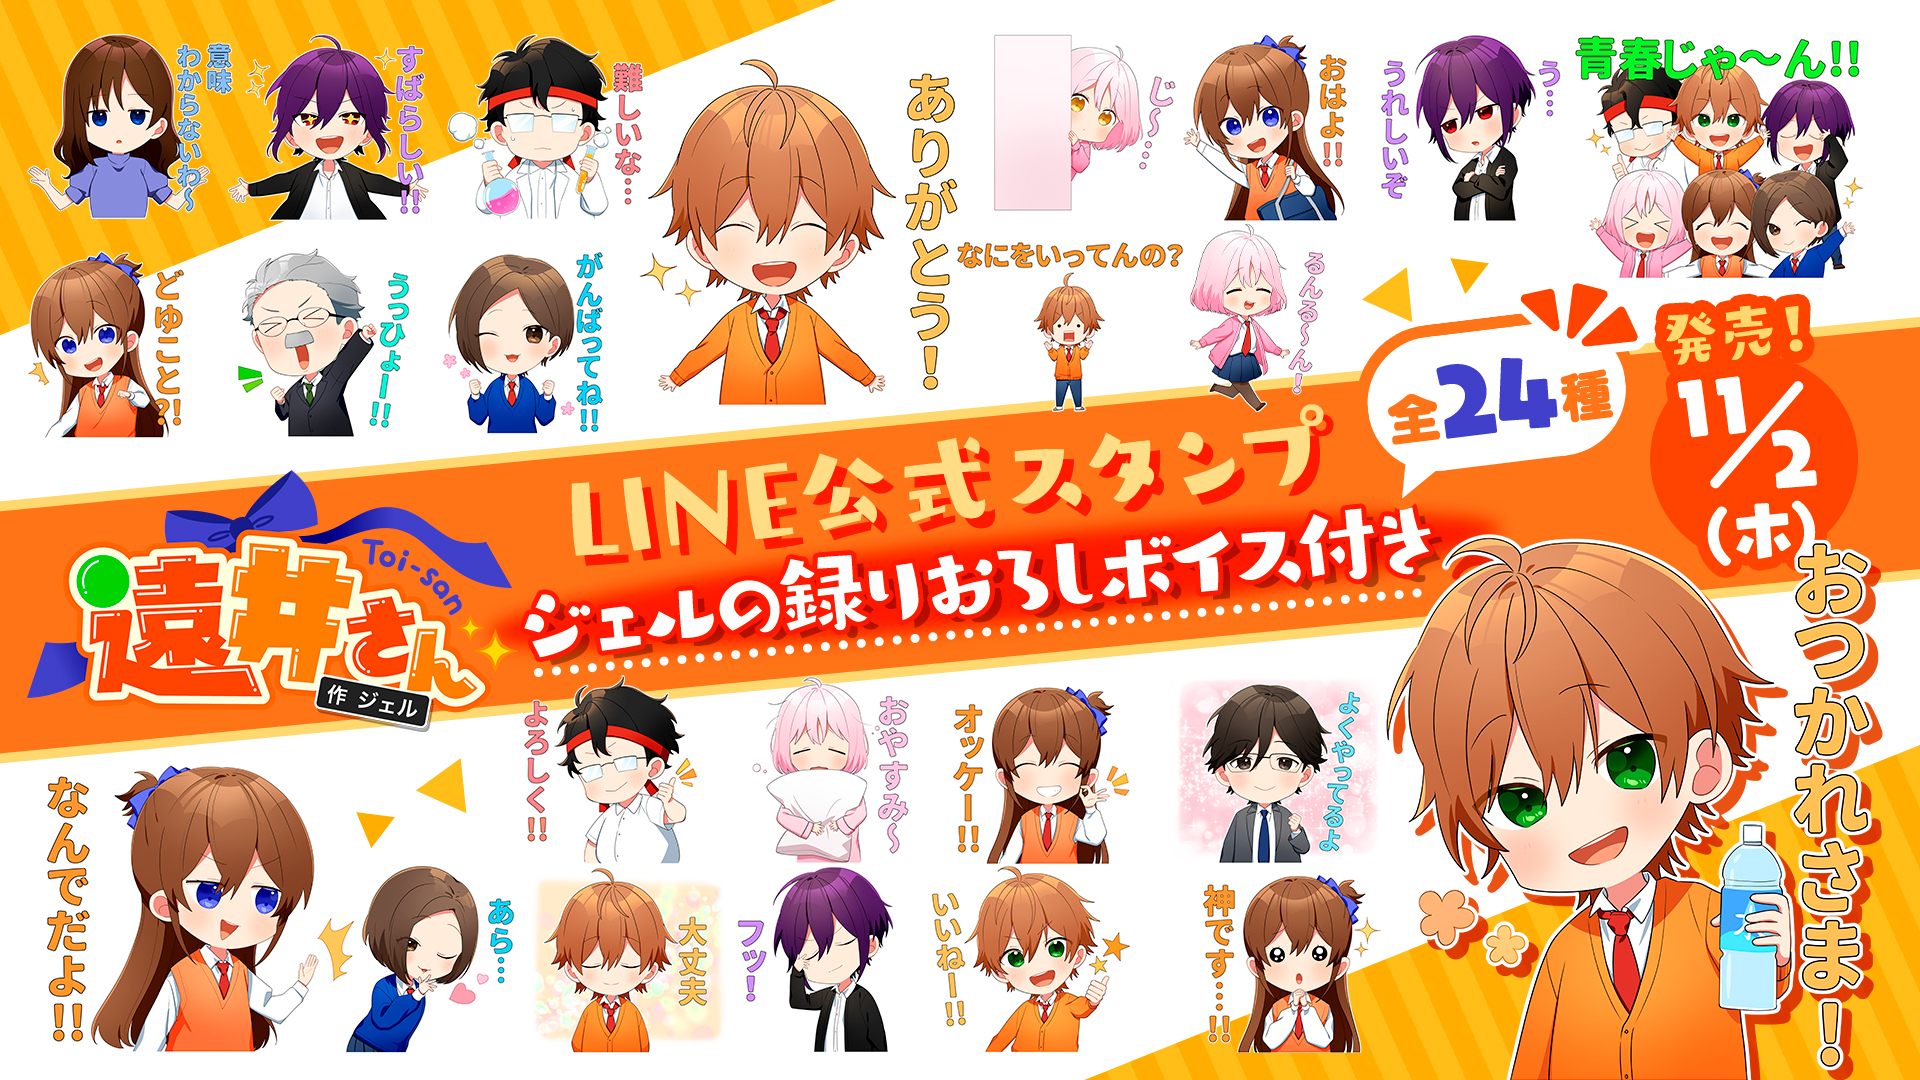 意味
わからないわ～
すばらしい!!
難しいな…
ありがとう！
じ～…
おはよ!!
う…
うれしいぞ
青春じゃ～ん!!
どゆこと?!
うっひょー!!
がんばってね!!
なにをいってんの？
るんる～ん！
全24種
発売！
11/2
(木)
LINE公式スタンプ
ジェルの録りおろしボイス付き
Toi-san
遠井さん
作 ジェル
おつかれさま！
よろしく!!
おやすみ～
オッケー!!
よくやってるよ
なんでだよ!!
あら…
大丈夫
フッ！
いいねー!!
神です…!!